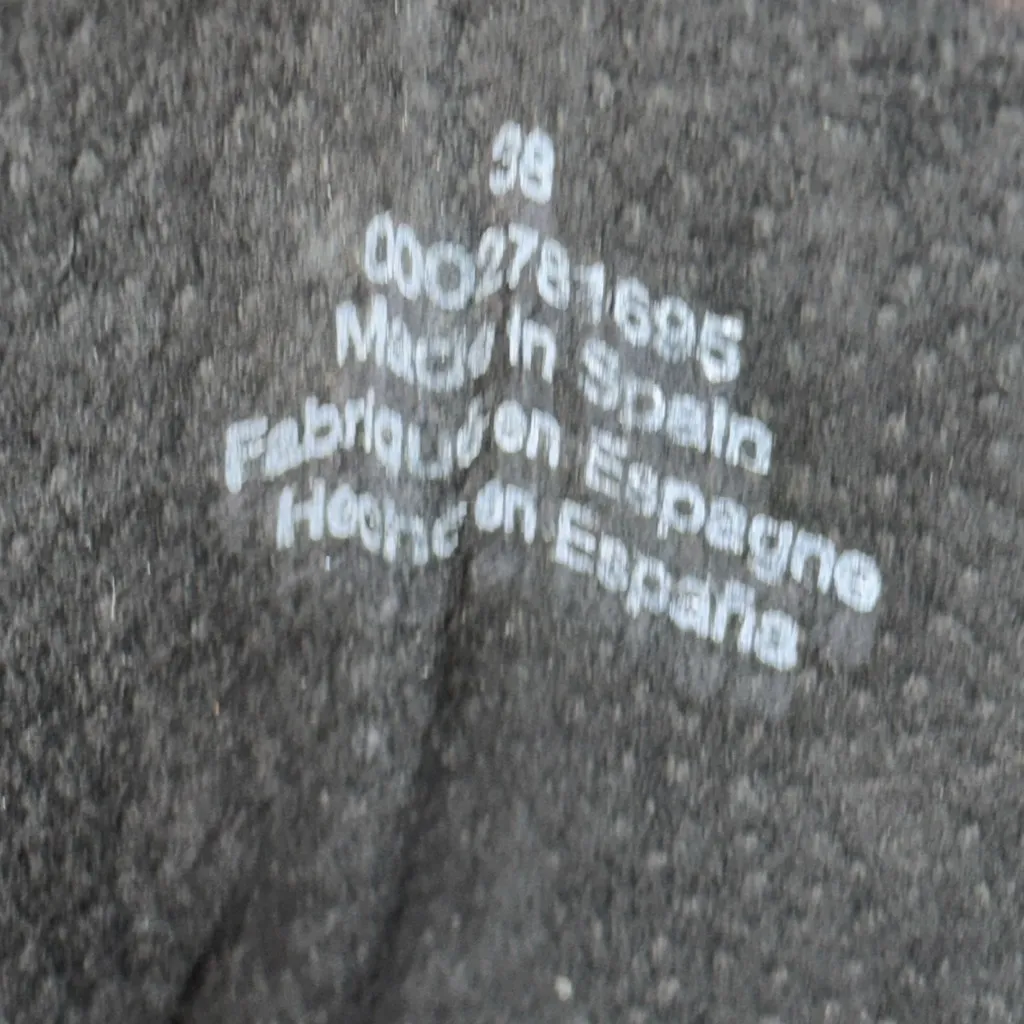 38
0002781695
Made in Spain
Fabriqué en Espagne
Hecho en España